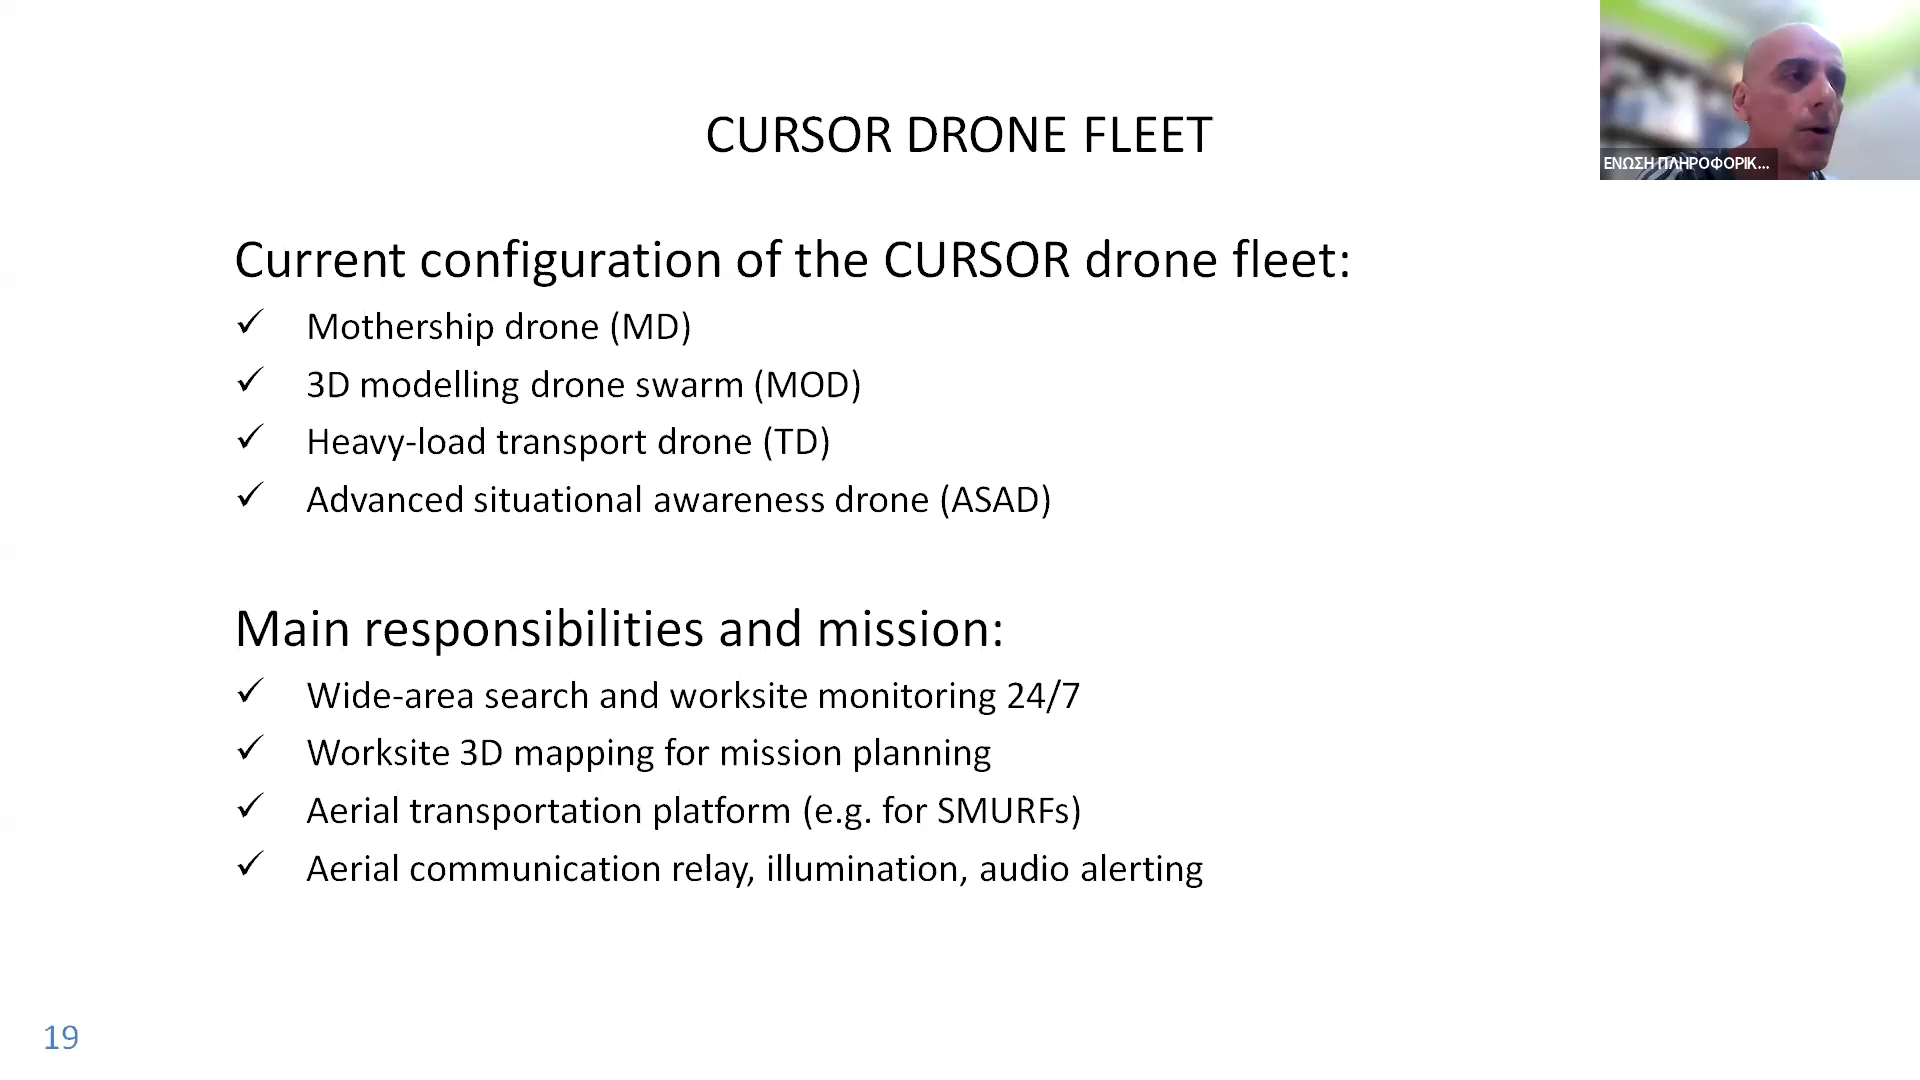 CURSOR DRONE FLEET
ΕΝΩΣΗ ΠΛΗΡΟΦΟΡΙΚ...
Current configuration of the CURSOR drone fleet:
✓ Mothership drone (MD)
✓ 3D modelling drone swarm (MOD)
✓ Heavy-load transport drone (TD)
✓ Advanced situational awareness drone (ASAD)
Main responsibilities and mission:
✓ Wide-area search and worksite monitoring 24/7
✓ Worksite 3D mapping for mission planning
✓ Aerial transportation platform (e.g. for SMURFs)
✓ Aerial communication relay, illumination, audio alerting
19